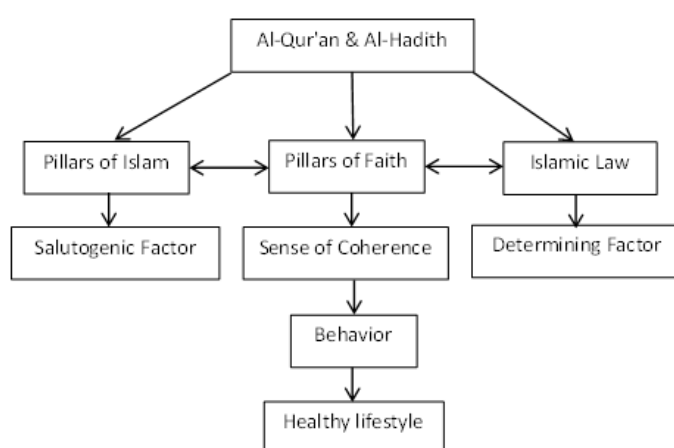 Al-Qur'an & Al-Hadith
Pillars of Islam
Pillars of Faith
Islamic Law
Salutogenic Factor
Sense of Coherence
Determining Factor
Behavior
Healthy lifestyle